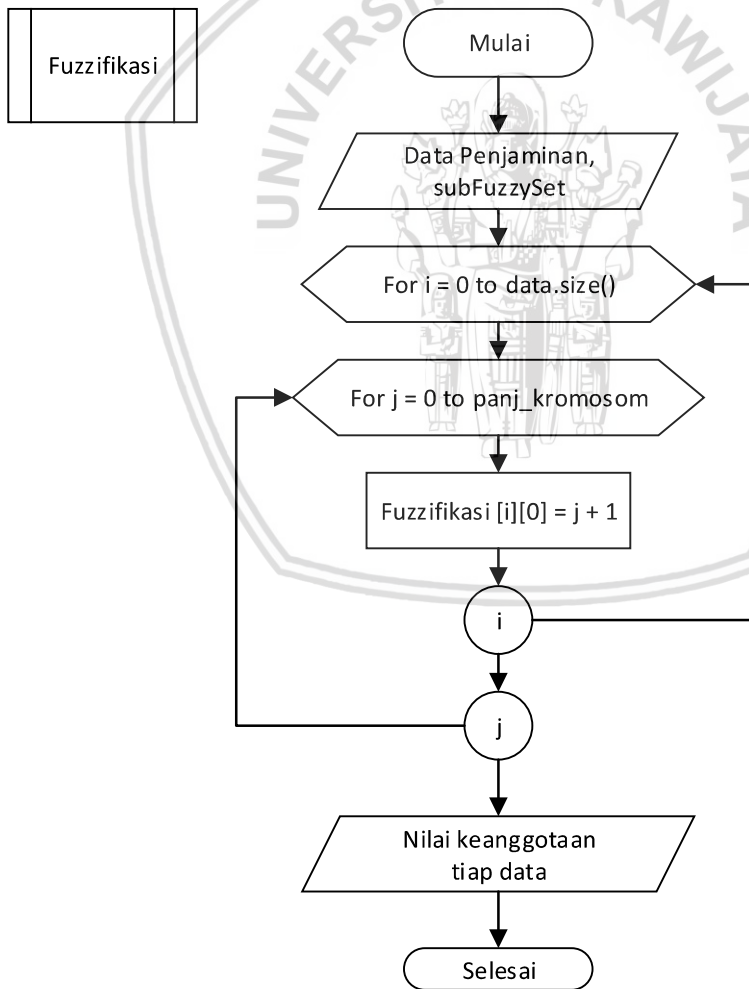 Fuzzifikasi
Mulai
Data Penjaminan,
subFuzzySet
For i = 0 to data.size()
For j = 0 to panj_kromosom
Fuzzifikasi [i][0] = j + 1
i
j
Nilai keanggotaan
tiap data
Selesai